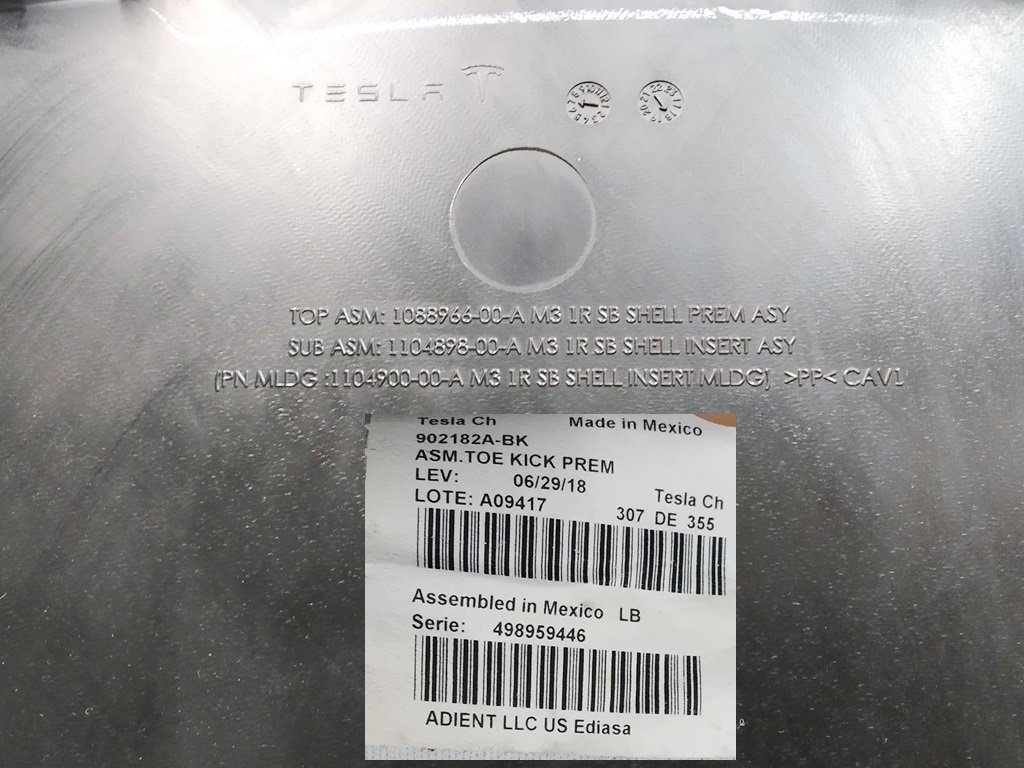 TESLA
TOP ASM: 1088966-00-A M3 1R SB SHELL PREM ASY
SUB ASM: 1104898-00-A M3 1R SB SHELL INSERT ASY
(PN MLDG :1104900-00-A M3 1R SB SHELL INSERT MLDG) >PP< CAV1
Tesla Ch Made in Mexico
902182A-BK
ASM.TOE KICK PREM
LEV: 06/29/18
Tesla Ch
LOTE: A09417 307 DE 355
Assembled in Mexico LB
Serie: 498959446
ADIENT LLC US Ediasa